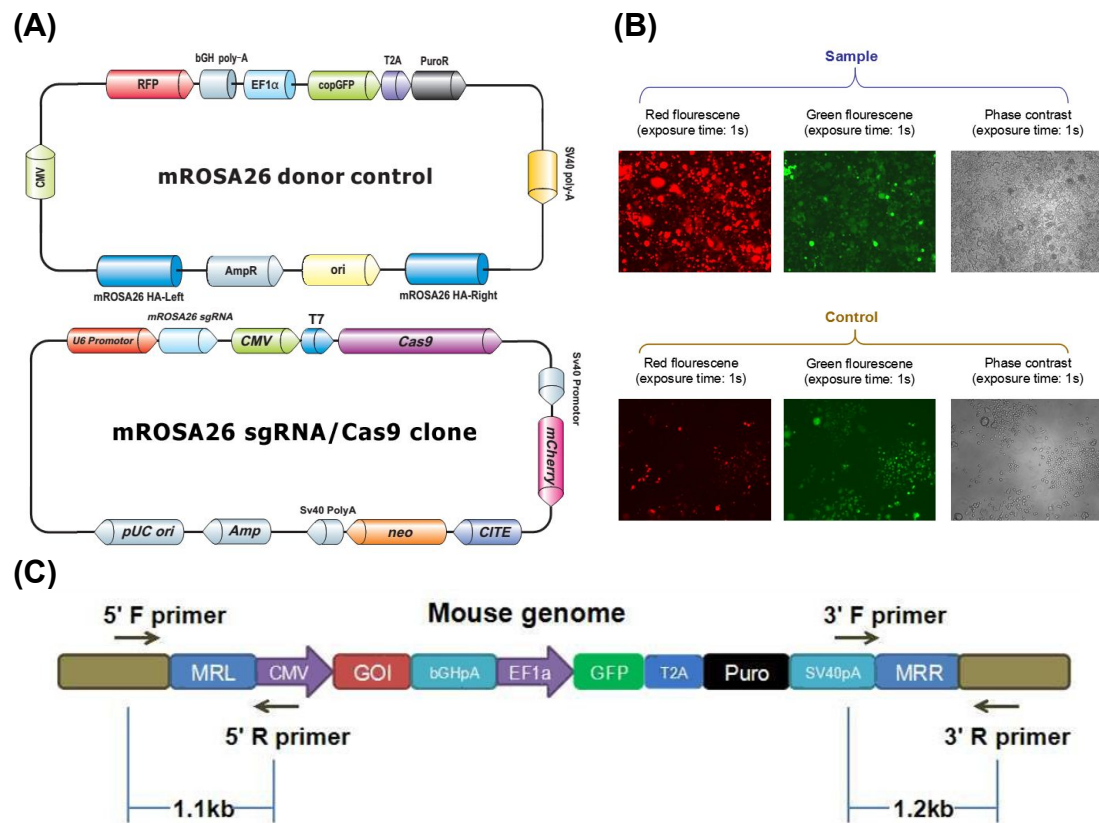 (A)
bGH poly-A
T2A
PuroR
RFP
EF1α
copGFP
CMV
mROSA26 donor control
SV40 poly-A
AmpR
ori
mROSA26 HA-Left
mROSA26 HA-Right
mROSA26 sgRNA
T7
U6 Promotor
CMV
Cas9
Sv40 Promotor
mROSA26 sgRNA/Cas9 clone
mCherry
Sv40 PolyA
pUC ori
Amp
neo
CITE
(B)
Sample
Red flourescene
(exposure time: 1s)
Green flourescene
(exposure time: 1s)
Phase contrast
(exposure time: 1s)
Control
Red flourescene
(exposure time: 1s)
Green flourescene
(exposure time: 1s)
Phase contrast
(exposure time: 1s)
(C)
5' F primer
Mouse genome
3' F primer
MRL
CMV
GOI
bGHpA
EF1a
GFP
T2A
Puro
SV40pA
MRR
5' R primer
3' R primer
1.1kb
1.2kb